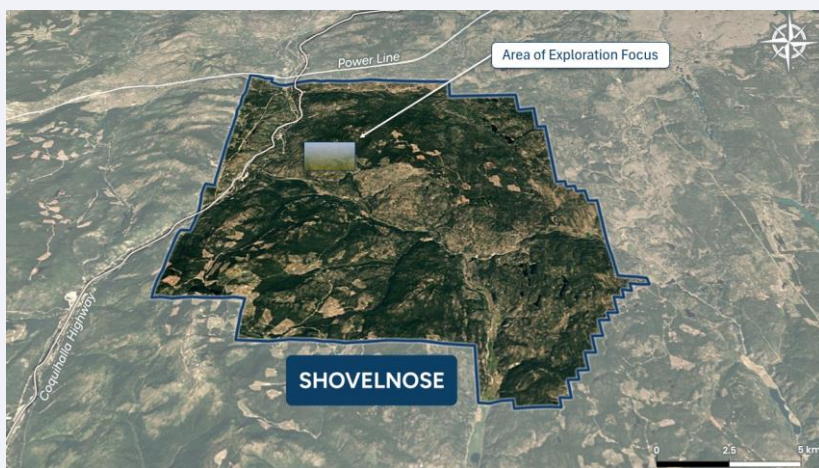 Power Line
Area of Exploration Focus
Coquihalla Highway
SHOVELNOSE
0 2.5 5 km